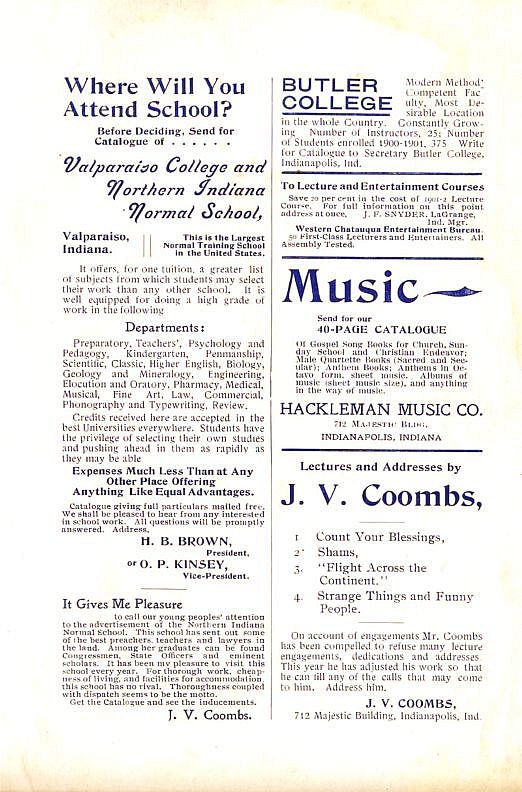 Where Will You
Attend School?
Before Deciding, Send for
Catalogue of . . . . . .
Valparaiso College and
Northern Indiana
Normal School,
Valparaiso,
Indiana.
This is the Largest
Normal Training School
in the United States.
It offers, for one tuition, a greater list
of subjects from which students may select
their work than any other school. It is
well equipped for doing a high grade of
work in the following
Departments:
Preparatory, Teachers', Psychology and
Pedagogy, Kindergarten, Penmanship,
Scientific, Classic, Higher English, Biology,
Geology and Mineralogy, Engineering,
Elocution and Oratory, Pharmacy, Medical,
Musical, Fine Art, Law, Commercial,
Phonography and Typewriting, Review.
Credits received here are accepted in the
best Universities everywhere. Students have
the privilege of selecting their own studies
and pushing ahead in them as rapidly as
they may be able
Expenses Much Less Than at Any
Other Place Offering
Anything Like Equal Advantages.
Catalogue giving full particulars mailed free.
We shall be pleased to hear from any interested
in school work. All questions will be promptly
answered. Address,
H. B. BROWN,
President,
or O. P. KINSEY,
Vice-President.
It Gives Me Pleasure
to call our young peoples' attention
to the advertisement of the Northern Indiana
Normal School. This school has sent out some
of the best preachers, teachers and lawyers in
the land. Among her graduates can be found
Congressmen, State Officers and eminent
scholars. It has been my pleasure to visit this
school every year. For thorough work, cheap-
ness of living, and facilities for accommodation,
this school has no rival. Thoroughness coupled
with dispatch seems to be the motto.
Get the Catalogue and see the inducements.
J. V. Coombs.
BUTLER
COLLEGE
Modern Method'
Competent Fac
ulty, Most De-
sirable Location
in the whole Country. Constantly Grow-
ing Number of Instructors, 25; Number
of Students enrolled 1900-1901, 375 Write
for Catalogue to Secretary Butler College,
Indianapolis, Ind.
To Lecture and Entertainment Courses
Save 20 per cent in the cost of 1901-2 Lecture
Course. For full information on this point
address at once, J. F. SNYDER, LaGrange,
Ind. Mgr.
Western Chatauqua Entertainment Bureau.
50 First-Class Lecturers and Entertainers. All
Assembly Tested.
Music
Send for our
40-PAGE CATALOGUE
Of Gospel Song Books for Church, Sun-
day School and Christian Endeavor;
Male Quartette Books (Sacred and Sec-
ular); Anthem Books; Anthems in Oc-
tavo form, sheet music. Albums of
music (sheet music size), and anything
in the way of music.
HACKLEMAN MUSIC CO.
712 MAJESTIC BLDG.
INDIANAPOLIS, INDIANA
Lectures and Addresses by
J. V. Coombs,
1 Count Your Blessings,
2 Shams,
3. "Flight Across the
Continent."
4. Strange Things and Funny
People.
On account of engagements Mr. Coombs
has been compelled to refuse many lecture
engagements, dedications and addresses.
This year he has adjusted his work so that
he can fill any of the calls that may come
to him. Address him.
J. V. COOMBS,
712 Majestic Building, Indianapolis, Ind.